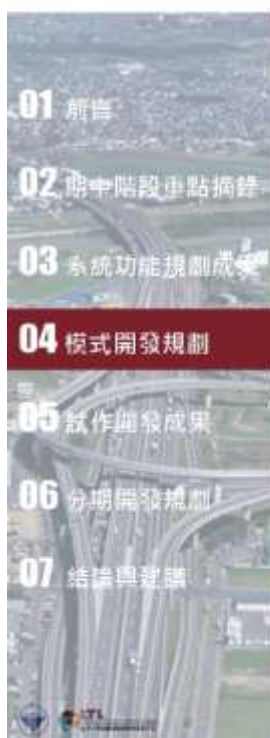 01 前言
02 期中階段重點摘錄
03 系統功能規劃成果
04 模式開發規劃
05 試作開發成果
06 分期開發規劃
07 結論與建議